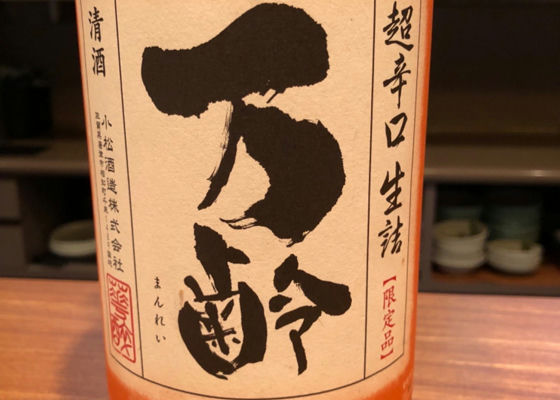 超辛口 生詰
【限定品】
万齢
まんれい
清酒
小松酒造株式会社